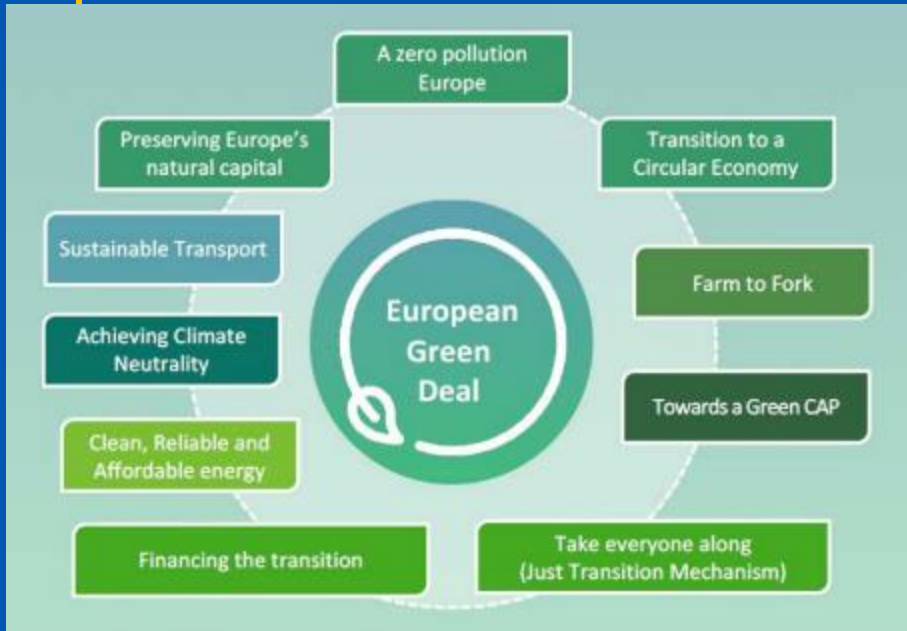 A zero pollution
Europe
Preserving Europe's
natural capital
Transition to a
Circular Economy
Sustainable Transport
Farm to Fork
European
Green
Deal
Achieving Climate
Neutrality
Towards a Green CAP
Clean, Reliable and
Affordable energy
Financing the transition
Take everyone along
(Just Transition Mechanism)